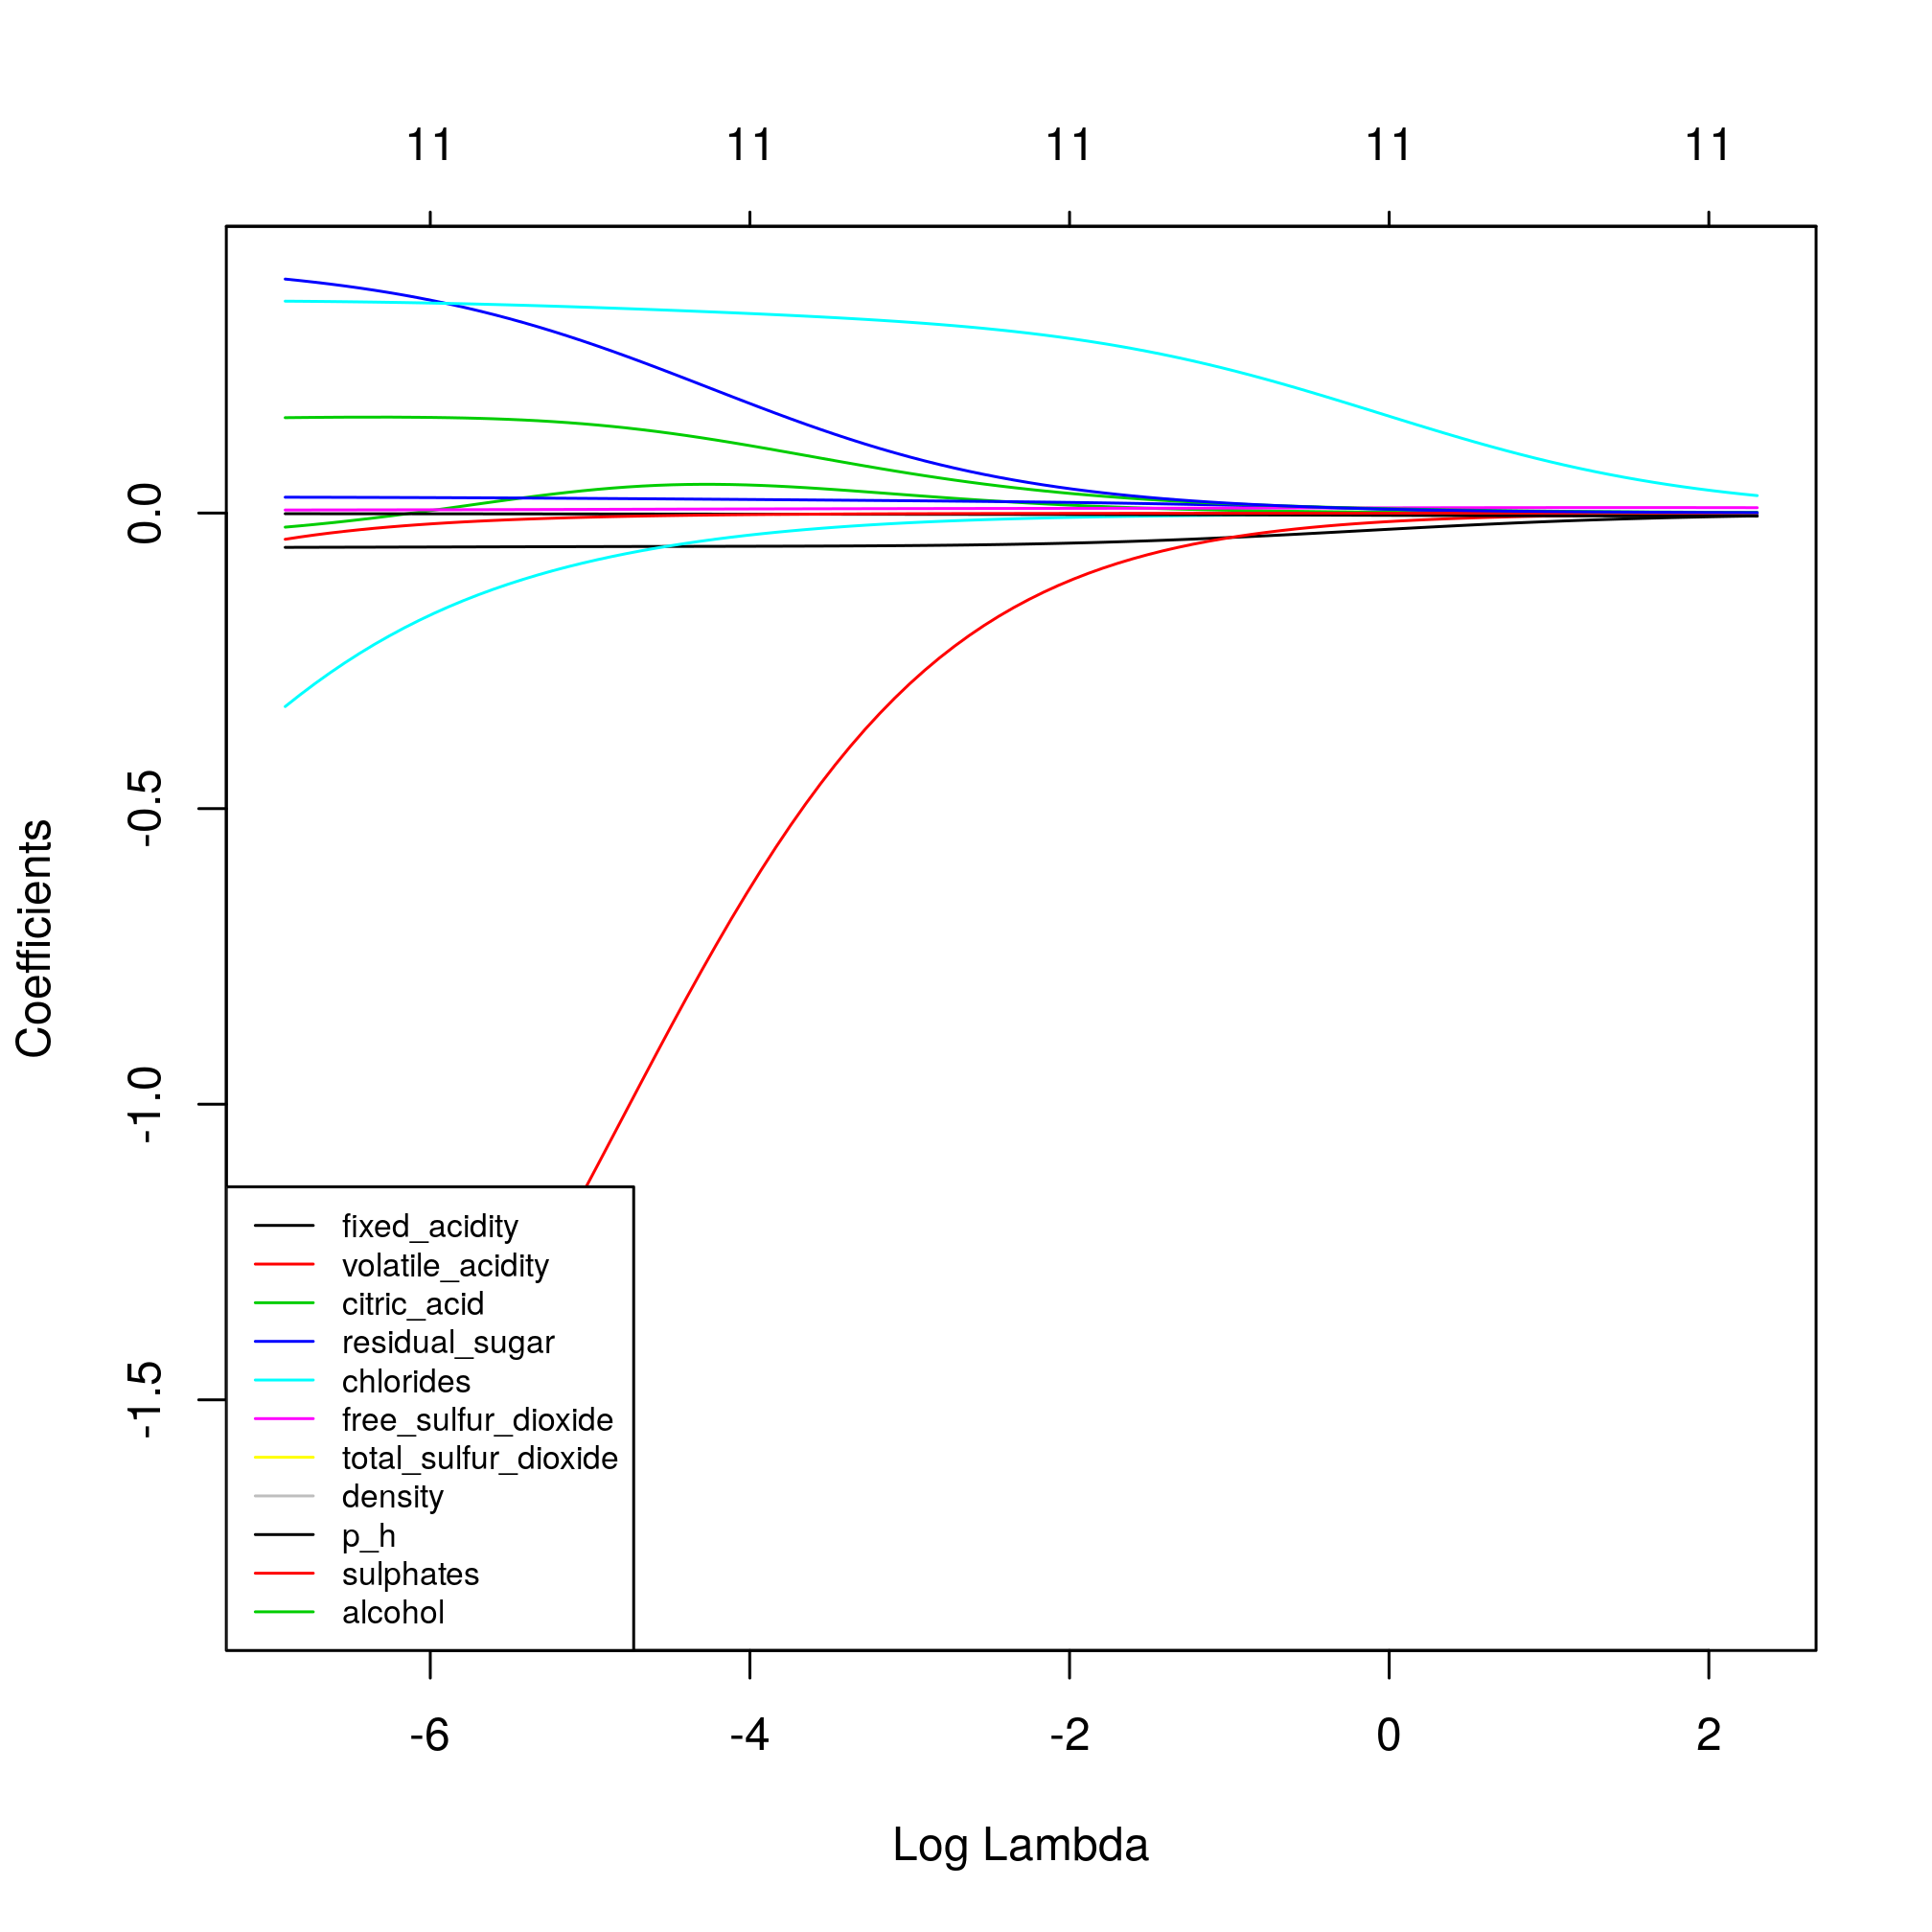 11 11 11 11 11
0.0
-0.5
-1.0
-1.5
Coefficients
fixed_acidity
volatile_acidity
citric_acid
residual_sugar
chlorides
free_sulfur_dioxide
total_sulfur_dioxide
density
p_h
sulphates
alcohol
-6 -4 -2 0 2
Log Lambda